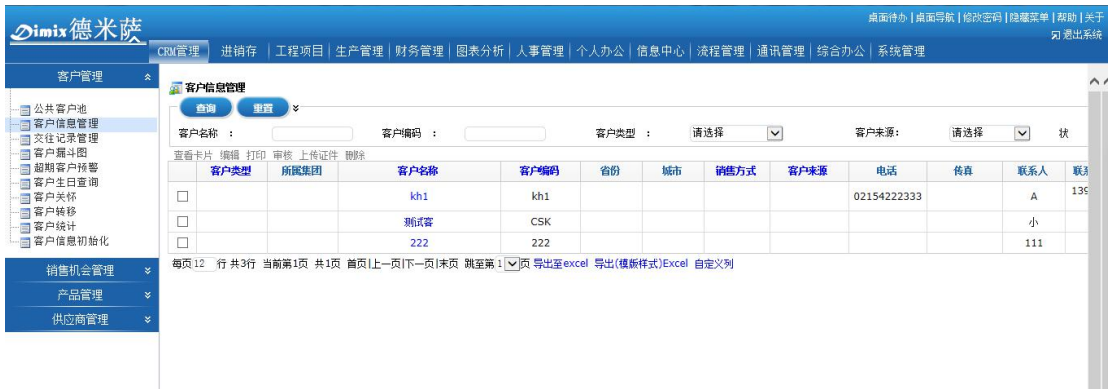 桌面待办 | 桌面导航 | 修改密码 | 隐藏菜单 | 帮助 | 关于
Dimix德米萨
退出系统
CRM管理 进销存 | 工程项目 | 生产管理 | 财务管理 | 图表分析 | 人事管理 | 个人办公 | 信息中心 | 流程管理 | 通讯管理 | 综合办公 | 系统管理
客户管理
公共客户池
客户信息管理
交往记录管理
客户漏斗图
超期客户预警
客户生日查询
客户关怀
客户转移
客户统计
客户信息初始化
销售机会管理
产品管理
供应商管理
客户信息管理
查询 重置
客户名称 : 客户编码 : 客户类型 : 请选择 客户来源: 请选择 状
查看卡片 编辑 打印 审核 上传证件 删除
客户类型 所属集团 客户名称 客户编码 省份 城市 销售方式 客户来源 电话 传真 联系人 联系
kh1 kh1 02154222333 A 139
测试客 CSK 小
222 222 111
每页12 行 共3行 当前第1页 共1页 首页|上一页|下一页|末页 跳至第 1 页 导出至excel 导出(模版样式)Excel 自定义列